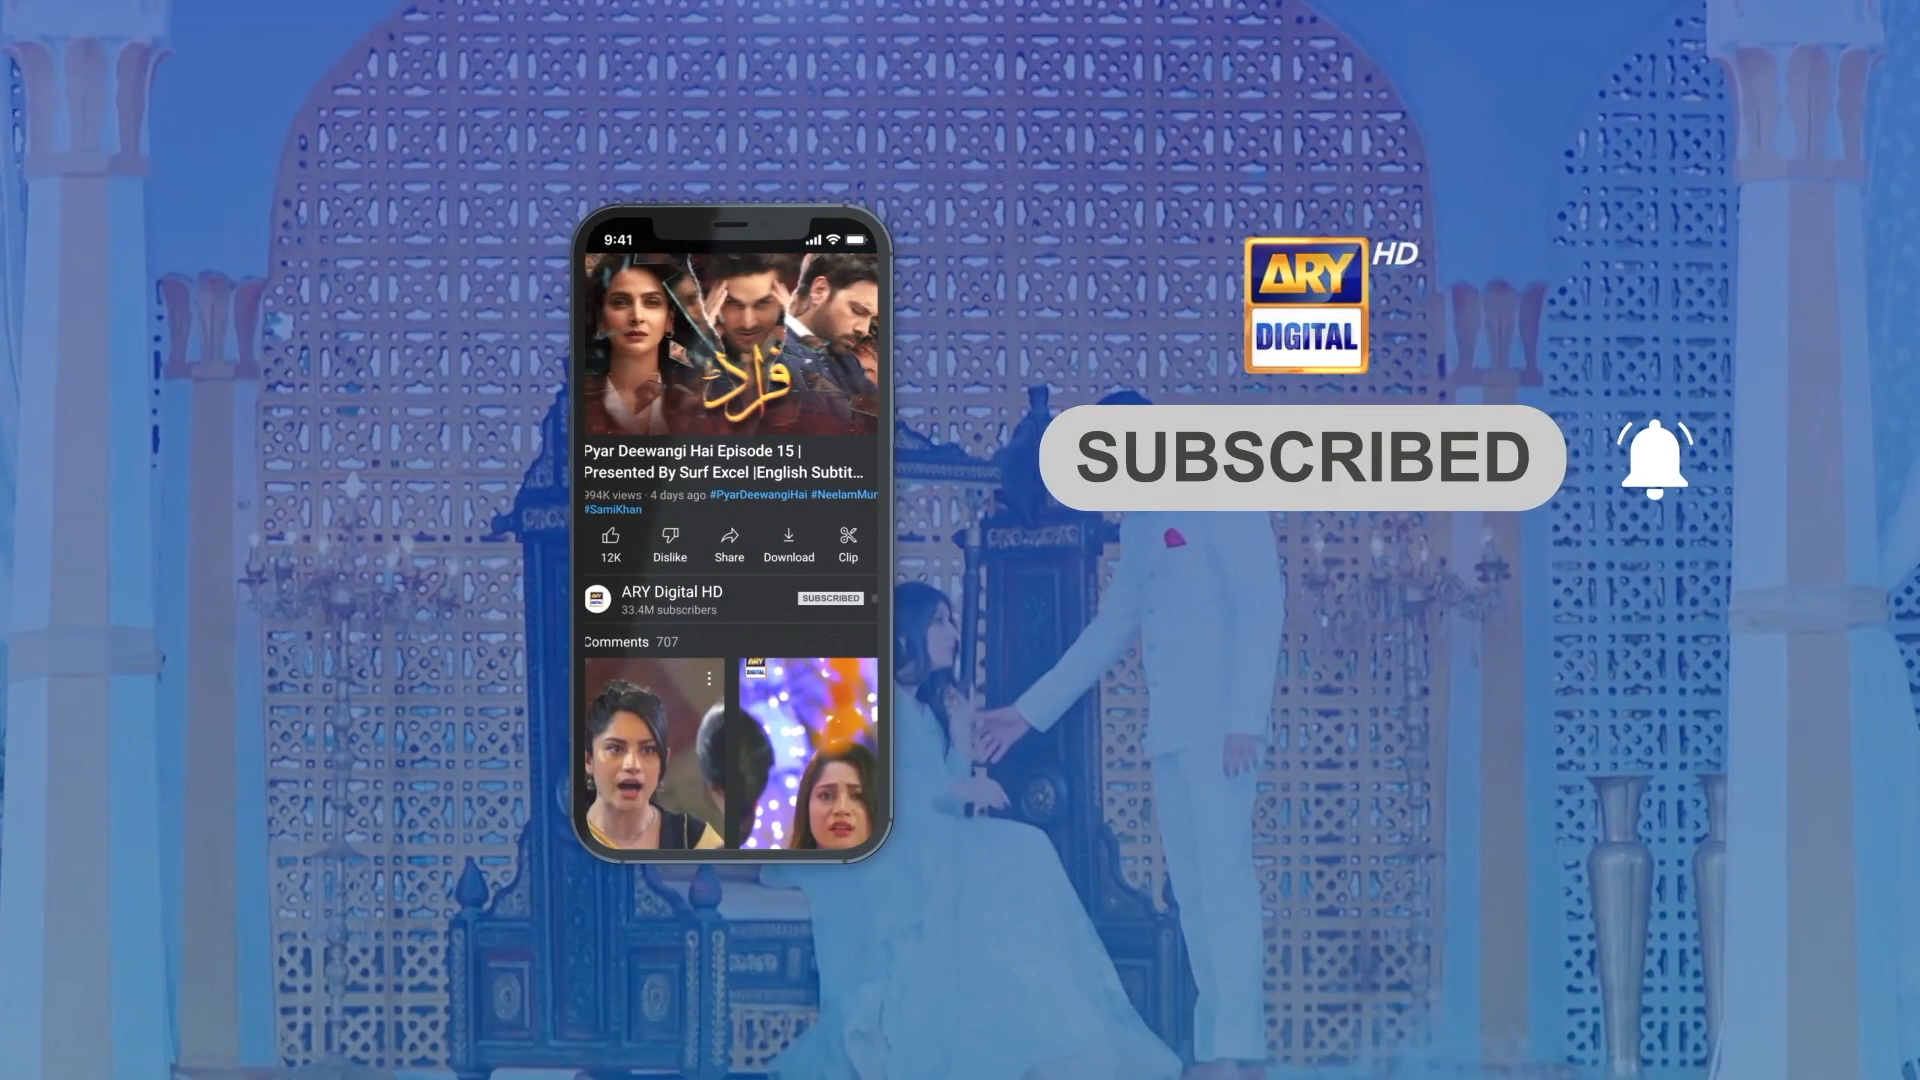 9:41
فراڈ
Pyar Deewangi Hai Episode 15 |
Presented By Surf Excel |English Subtit...
994K views · 4 days ago #PyarDeewangiHai #NeelamMun
#SamiKhan
12K Dislike Share Download Clip
ARY Digital HD
33.4M subscribers
SUBSCRIBED
Comments 707
ARY
DIGITAL
ARY HD
DIGITAL
SUBSCRIBED